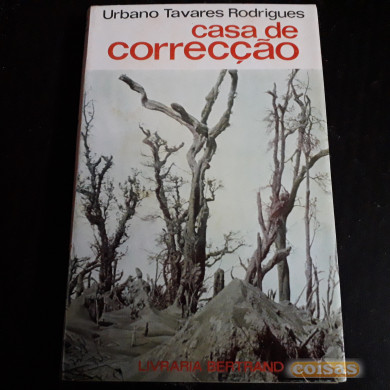 Urbano Tavares Rodrigues
casa de
correcção
LIVRARIA BERTRAND
coisas